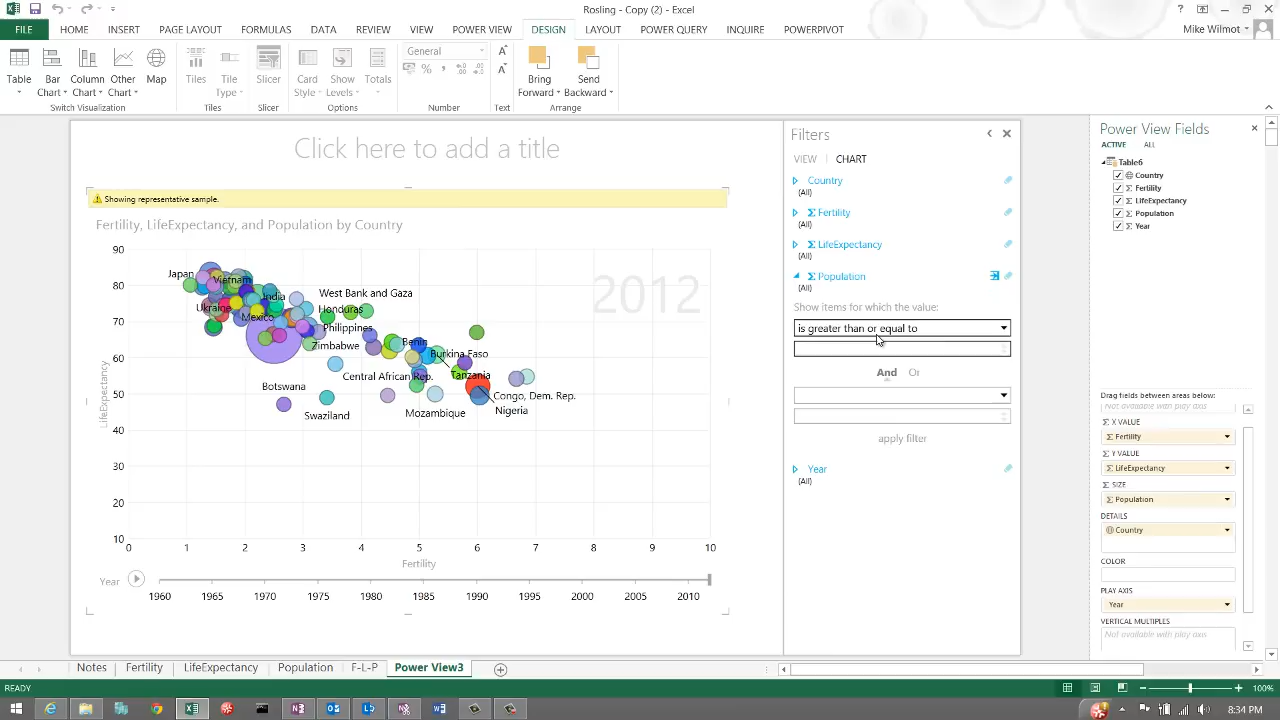 Rosling - Copy (2) - Excel
FILE HOME INSERT PAGE LAYOUT FORMULAS DATA REVIEW VIEW POWER VIEW DESIGN LAYOUT POWER QUERY INQUIRE POWERPIVOT
Mike Wilmot
Table Bar Chart Column Chart Other Chart Map
Switch Visualization
Tiles Tile Type
Tiles
Slicer
Slicer
Card Style Show Levels Totals
Options
General
%
Number
Text
Bring Forward Send Backward
Arrange
Click here to add a title
Showing representative sample.
Fertility, LifeExpectancy, and Population by Country
2012
90
80
70
60
50
40
30
20
10
LifeExpectancy
Japan
Vietnam
India
West Bank and Gaza
Ukraine
Mexico
Honduras
Philippines
Zimbabwe
Benin
Burkina Faso
Central African Rep.
Tanzania
Botswana
Congo, Dem. Rep.
Swaziland
Mozambique
Nigeria
0 1 2 3 4 5 6 7 8 9 10
Fertility
Year
1960 1965 1970 1975 1980 1985 1990 1995 2000 2005 2010
Filters
VIEW CHART
Country
(All)
Σ Fertility
(All)
Σ LifeExpectancy
(All)
Σ Population
(All)
Show items for which the value:
is greater than or equal to
And Or
apply filter
Year
(All)
Power View Fields
ACTIVE ALL
Table6
Country
Σ Fertility
Σ LifeExpectancy
Σ Population
Σ Year
Drag fields between areas below:
Not available with play axis
Σ X VALUE
Fertility
Σ Y VALUE
LifeExpectancy
Σ SIZE
Population
DETAILS
Country
COLOR
PLAY AXIS
Year
VERTICAL MULTIPLES
Not available with play axis
Notes Fertility LifeExpectancy Population F-L-P Power View3
READY
100%
8:34 PM